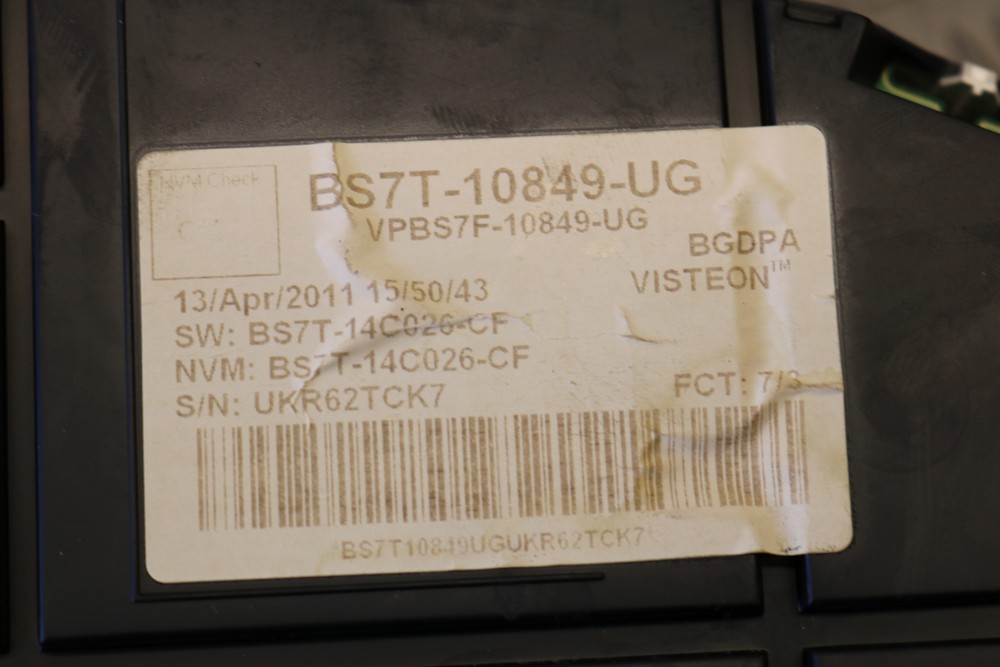 NVM Check
BS7T-10849-UG
VPBS7F-10849-UG
BGDPA
VISTEON™
13/Apr/2011 15/50/43
SW: BS7T-14C026-CF
NVM: BS7T-14C026-CF
S/N: UKR62TCK7
FCT: 7/3
BS7T10849UGUKR62TCK7